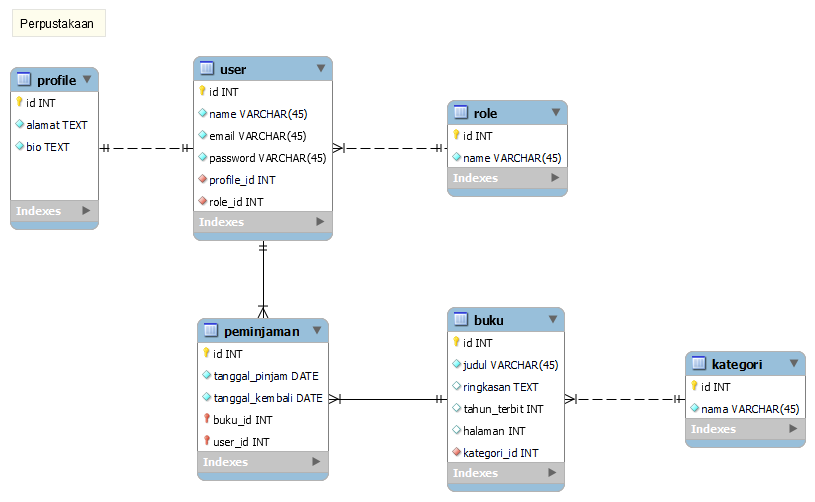 Perpustakaan
profile
id INT
alamat TEXT
bio TEXT
Indexes
user
id INT
name VARCHAR(45)
email VARCHAR(45)
password VARCHAR(45)
profile_id INT
role_id INT
Indexes
role
id INT
name VARCHAR(45)
Indexes
peminjaman
id INT
tanggal_pinjam DATE
tanggal_kembali DATE
buku_id INT
user_id INT
Indexes
buku
id INT
judul VARCHAR(45)
ringkasan TEXT
tahun_terbit INT
halaman INT
kategori_id INT
Indexes
kategori
id INT
nama VARCHAR(45)
Indexes